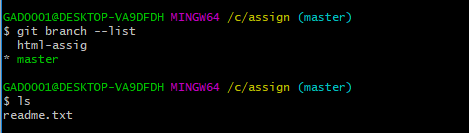 GAD0001@DESKTOP-VA9DFDH MINGW64 /c/assign (master)
$ git branch --list
  html-assig
* master
GAD0001@DESKTOP-VA9DFDH MINGW64 /c/assign (master)
$ ls
readme.txt